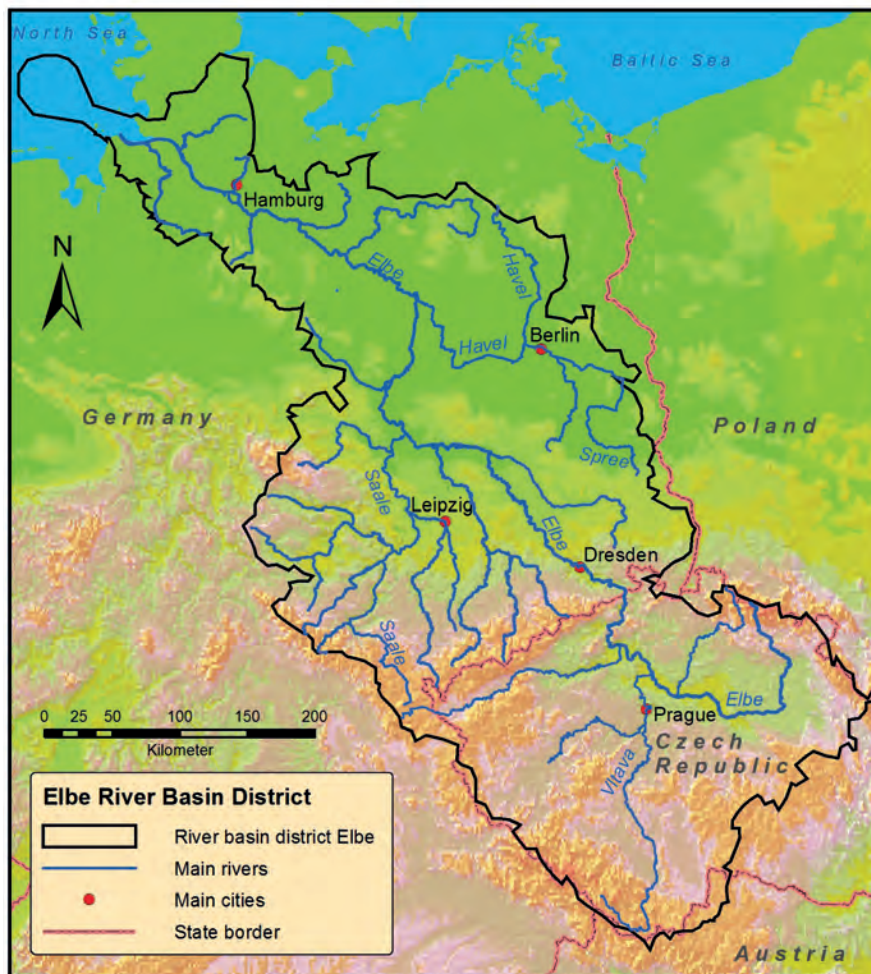 North Sea
Baltic Sea
Hamburg
N
Elbe
Havel
Havel
Berlin
Germany
Poland
Spree
Saale
Leipzig
Elbe
Dresden
Saale
Elbe
Prague
Czech
Republic
Vltava
0 25 50 100 150 200
Kilometer
Elbe River Basin District
River basin district Elbe
Main rivers
Main cities
State border
Austria